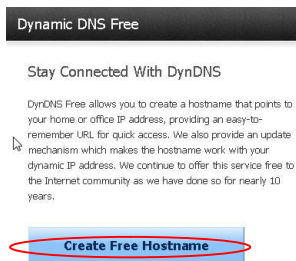 Dynamic DNS Free
Stay Connected With DynDNS
DynDNS Free allows you to create a hostname that points to
your home or office IP address, providing an easy-to-
remember URL for quick access. We also provide an update
mechanism which makes the hostname work with your
dynamic IP address. We continue to offer this service free to
the Internet community as we have done so for nearly 10
years.
Create Free Hostname